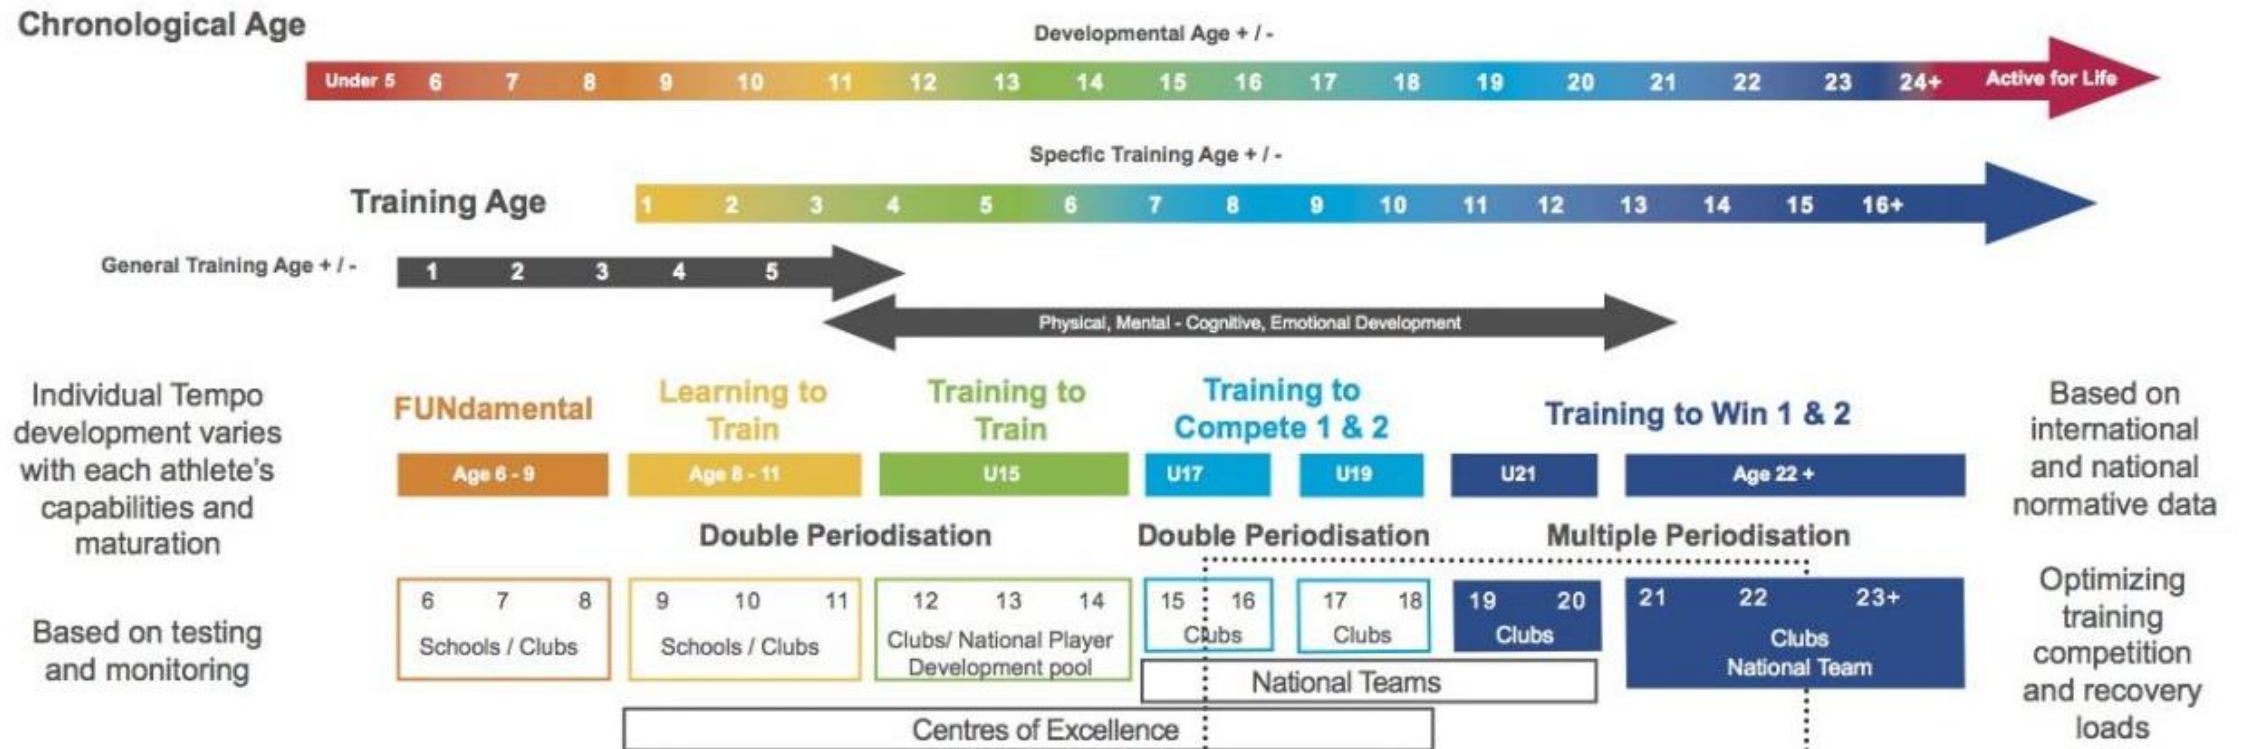 Chronological Age
Developmental Age + / -
Under 5 6 7 8 9 10 11 12 13 14 15 16 17 18 19 20 21 22 23 24+ Active for Life
Specfic Training Age + / -
Training Age
1 2 3 4 5 6 7 8 9 10 11 12 13 14 15 16+
General Training Age + / -
1 2 3 4 5
Physical, Mental - Cognitive, Emotional Development
Individual Tempo
development varies
with each athlete's
capabilities and
maturation
FUNdamental
Age 6 - 9
Learning to
Train
Age 8 - 11
Training to
Train
U15
Training to
Compete 1 & 2
U17 U19
Training to Win 1 & 2
U21 Age 22 +
Based on
international
and national
normative data
Double Periodisation
Double Periodisation
Multiple Periodisation
Based on testing
and monitoring
6 7 8
Schools / Clubs
9 10 11
Schools / Clubs
12 13 14
Clubs/ National Player
Development pool
15 16
Clubs
17 18
Clubs
19 20
Clubs
21 22 23+
Clubs
National Team
National Teams
Centres of Excellence
Optimizing
training
competition
and recovery
loads